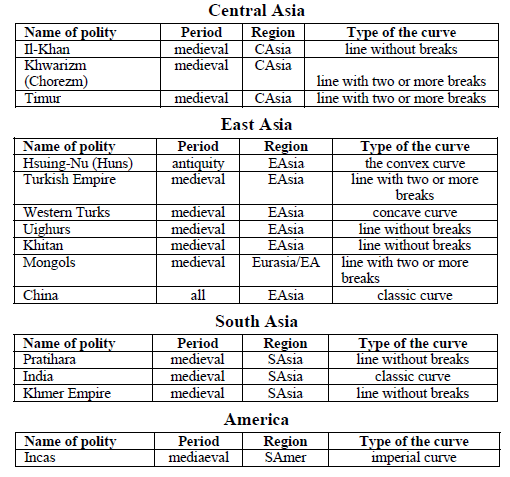 Central Asia
Name of polity Period Region Type of the curve
Il-Khan medieval CAsia line without breaks
Khwarizm medieval CAsia
(Chorezm) line with two or more breaks
Timur medieval CAsia line with two or more breaks
East Asia
Name of polity Period Region Type of the curve
Hsuing-Nu (Huns) antiquity EAsia the convex curve
Turkish Empire medieval EAsia line with two or more
breaks
Western Turks medieval EAsia concave curve
Uighurs medieval EAsia line without breaks
Khitan medieval EAsia line without breaks
Mongols medieval Eurasia/EA line with two or more
breaks
China all EAsia classic curve
South Asia
Name of polity Period Region Type of the curve
Pratihara medieval SAsia line without breaks
India medieval SAsia classic curve
Khmer Empire medieval SAsia line without breaks
America
Name of polity Period Region Type of the curve
Incas mediaeval SAmer imperial curve